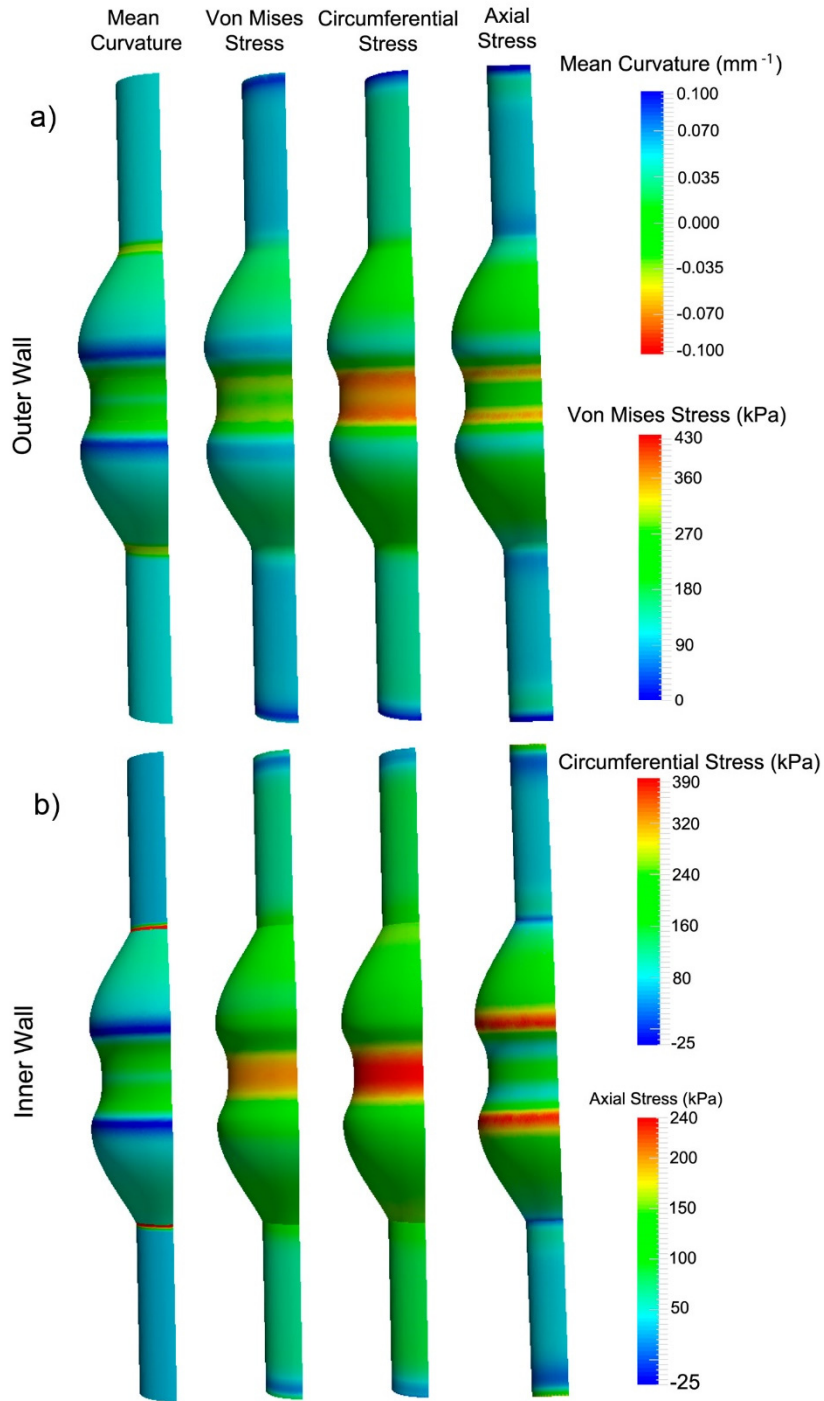 Mean
Curvature
Von Mises
Stress
Circumferential
Stress
Axial
Stress
a)
Outer Wall
Mean Curvature (mm⁻¹)
0.100
0.070
0.035
0.000
-0.035
-0.070
-0.100
Von Mises Stress (kPa)
430
360
270
180
90
0
b)
Inner Wall
Circumferential Stress (kPa)
390
320
240
160
80
-25
Axial Stress (kPa)
240
200
150
100
50
-25